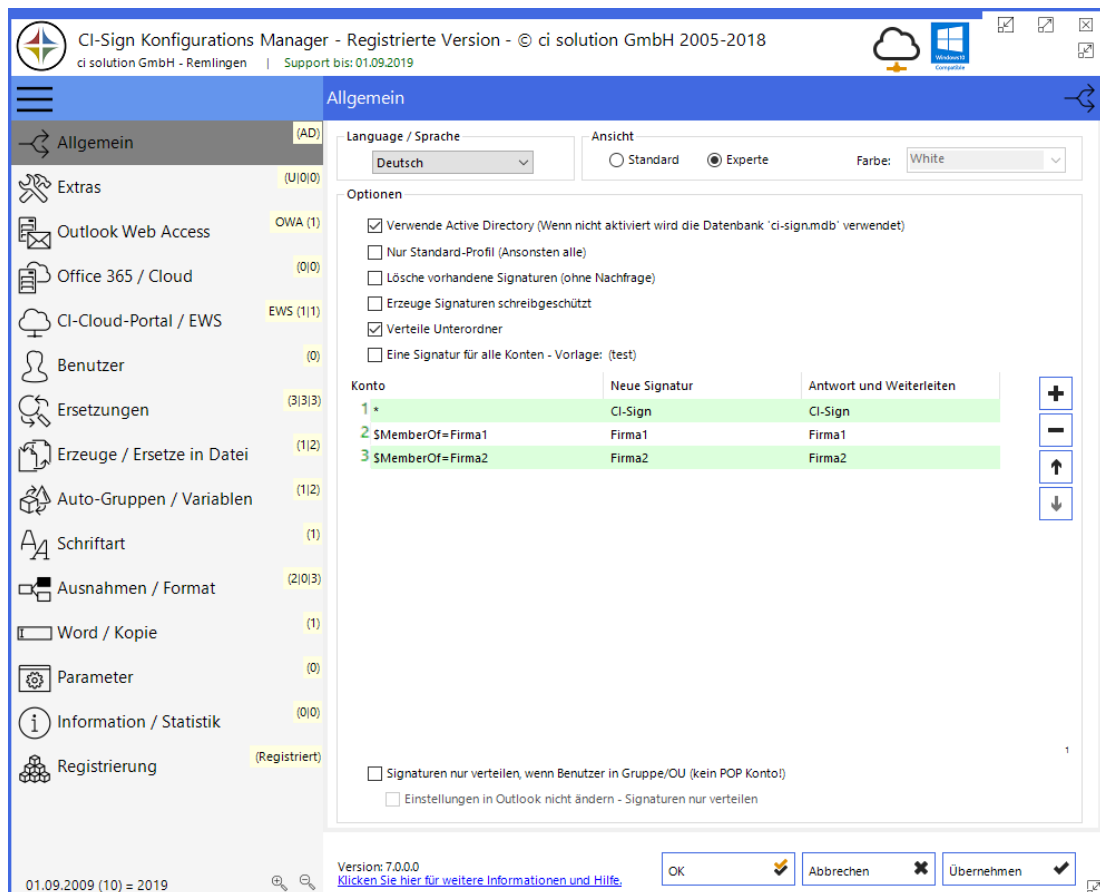 CI-Sign Konfigurations Manager - Registrierte Version - © ci solution GmbH 2005-2018
ci solution GmbH - Remlingen | Support bis: 01.09.2019
Windows 10
Compatible
Allgemein
Allgemein (AD)
Extras (U|0|0)
Outlook Web Access OWA (1)
Office 365 / Cloud (0|0)
CI-Cloud-Portal / EWS EWS (1|1)
Benutzer (0)
Ersetzungen (3|3|3)
Erzeuge / Ersetze in Datei (1|2)
Auto-Gruppen / Variablen (1|2)
Schriftart (1)
Ausnahmen / Format (2|0|3)
Word / Kopie (1)
Parameter (0)
Information / Statistik (0|0)
Registrierung (Registriert)
01.09.2009 (10) = 2019
Language / Sprache
Deutsch
Ansicht
Standard Experte Farbe: White
Optionen
Verwende Active Directory (Wenn nicht aktiviert wird die Datenbank 'ci-sign.mdb' verwendet)
Nur Standard-Profil (Ansonsten alle)
Lösche vorhandene Signaturen (ohne Nachfrage)
Erzeuge Signaturen schreibgeschützt
Verteile Unterordner
Eine Signatur für alle Konten - Vorlage: (test)
Konto Neue Signatur Antwort und Weiterleiten
1 * CI-Sign CI-Sign
2 $MemberOf=Firma1 Firma1 Firma1
3 $MemberOf=Firma2 Firma2 Firma2
1
Signaturen nur verteilen, wenn Benutzer in Gruppe/OU (kein POP Konto!)
Einstellungen in Outlook nicht ändern - Signaturen nur verteilen
Version: 7.0.0.0
Klicken Sie hier für weitere Informationen und Hilfe.
OK Abbrechen Übernehmen